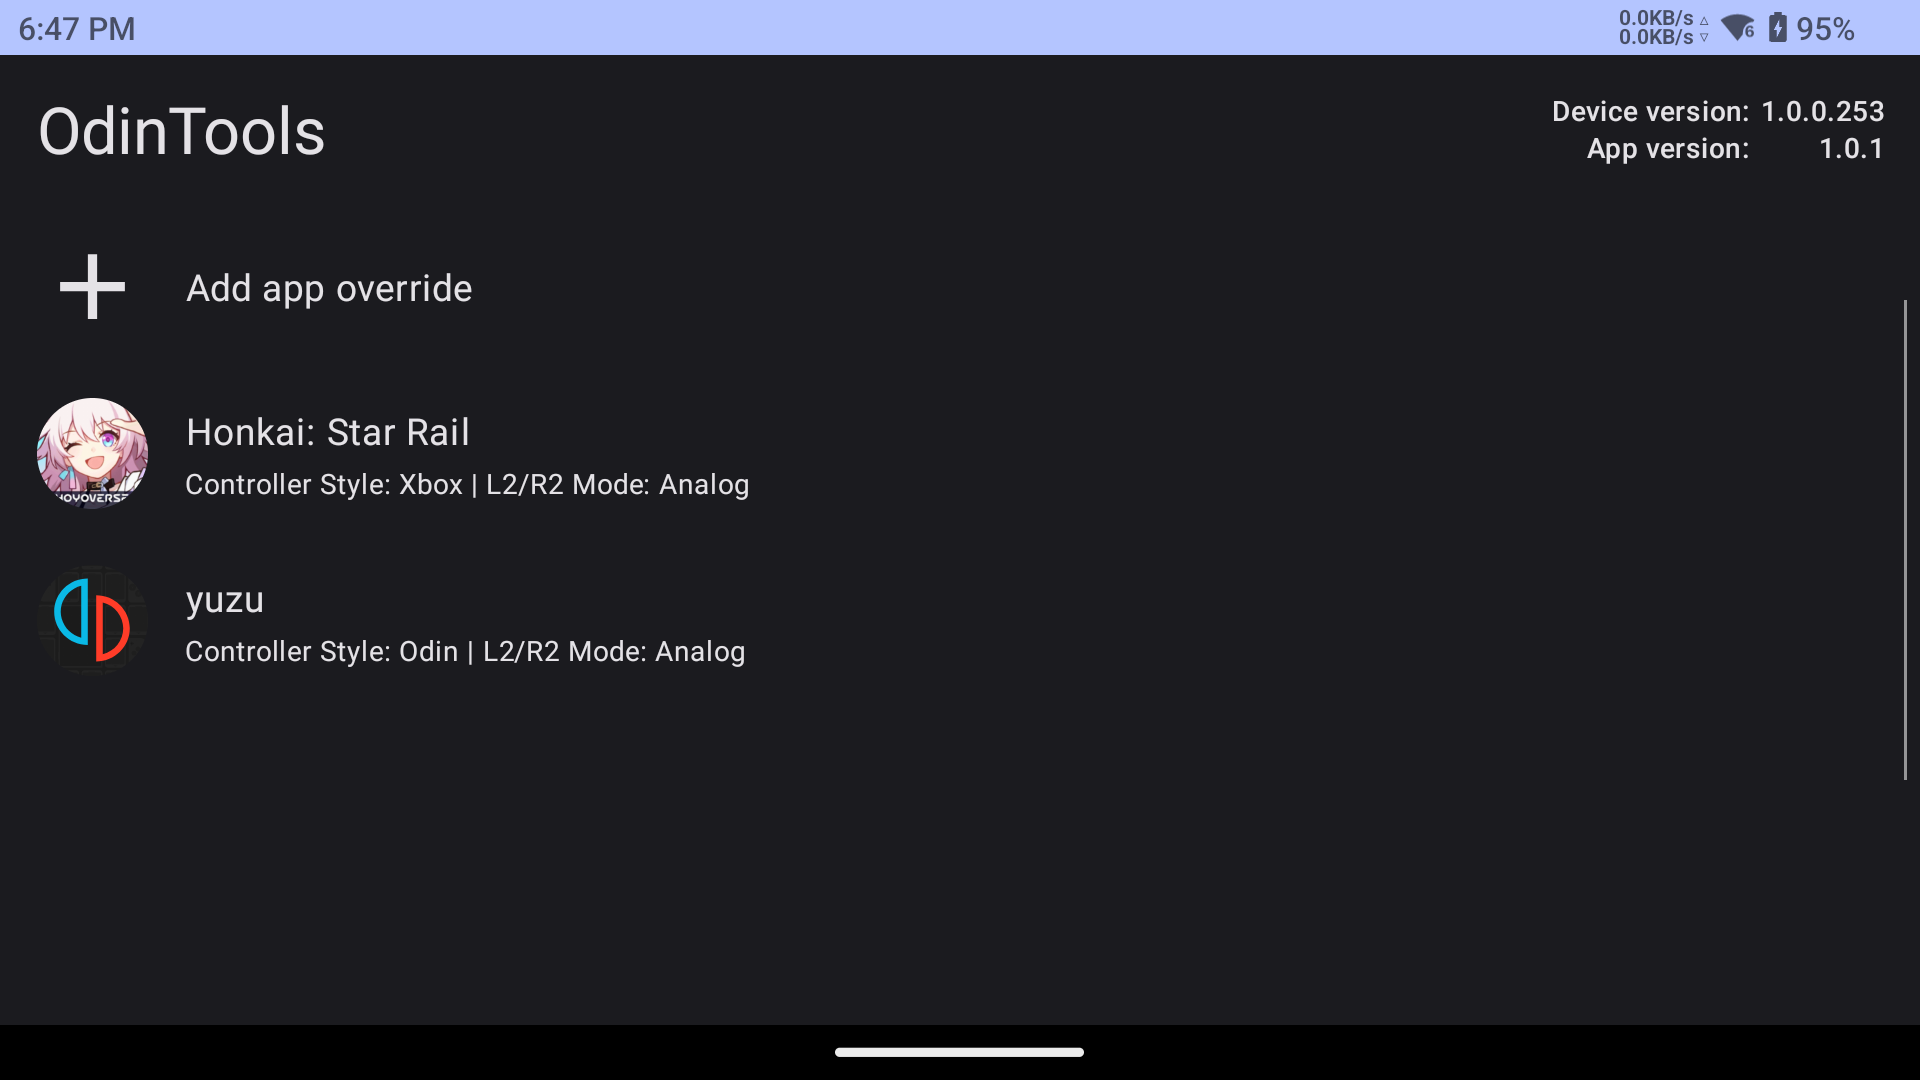 6:47 PM
0.0KB/s △
0.0KB/s ▽
6
95%
OdinTools
Device version: 1.0.0.253
App version: 1.0.1
Add app override
Honkai: Star Rail
Controller Style: Xbox | L2/R2 Mode: Analog
HOYOVERSE
yuzu
Controller Style: Odin | L2/R2 Mode: Analog